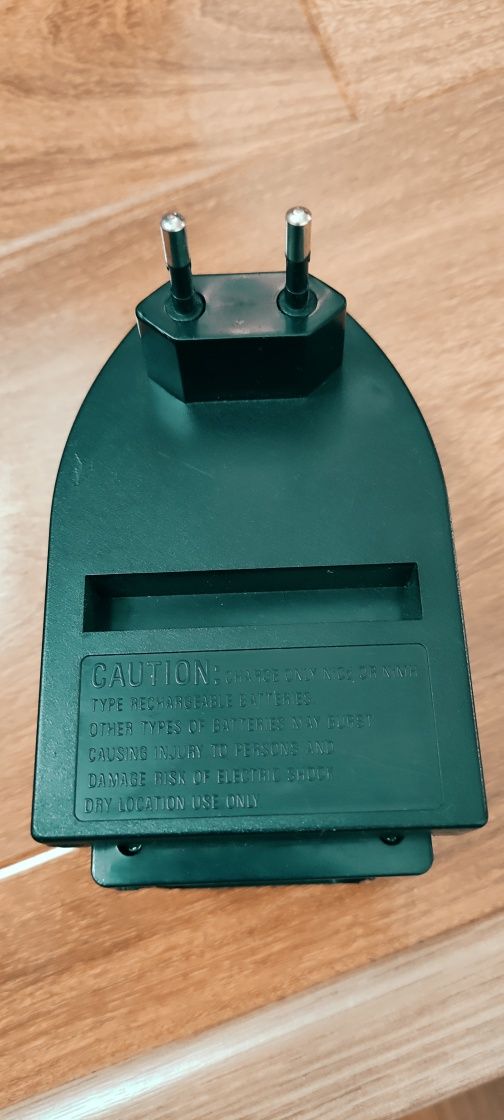 CAUTION: CHARGE ONLY NICD OR NIMH
TYPE RECHARGEABLE BATTERIES.
OTHER TYPES OF BATTERIES MAY BURST
CAUSING INJURY TO PERSONS AND
DAMAGE RISK OF ELECTRIC SHOCK
DRY LOCATION USE ONLY